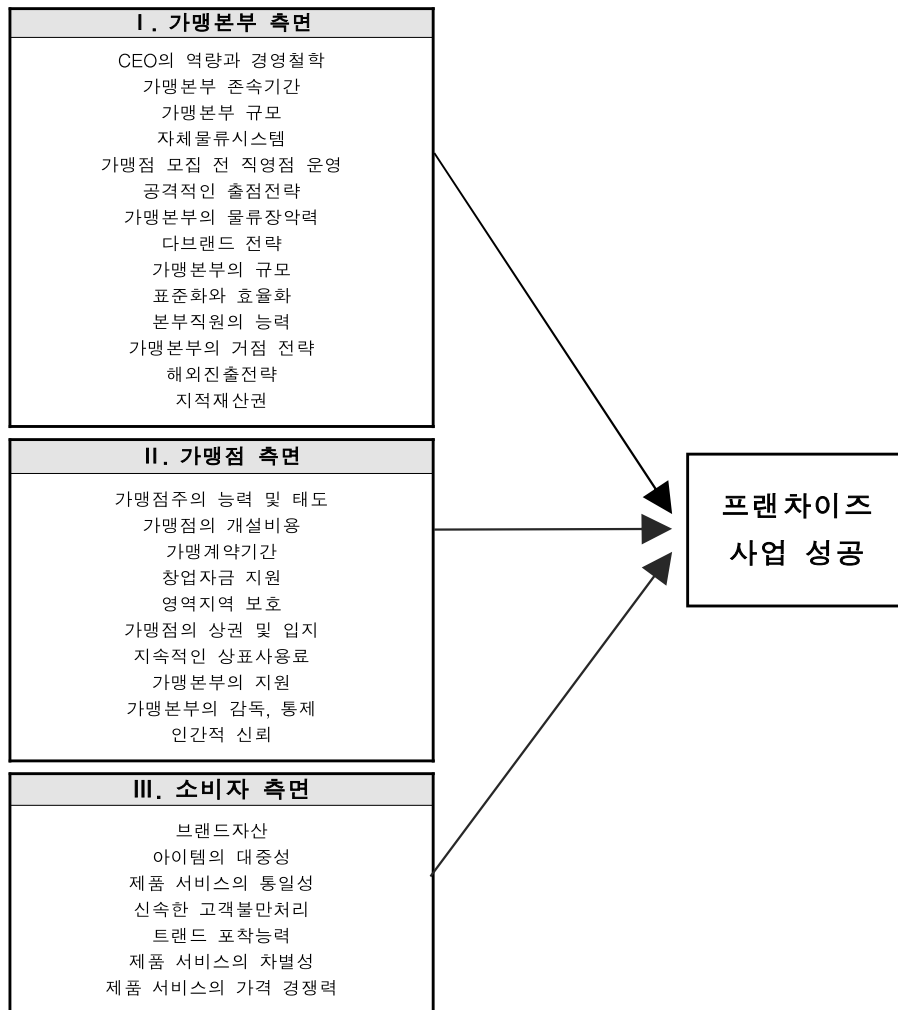 Ⅰ. 가맹본부 측면
CEO의 역량과 경영철학
가맹본부 존속기간
가맹본부 규모
자체물류시스템
가맹점 모집 전 직영점 운영
공격적인 출점전략
가맹본부의 물류장악력
다브랜드 전략
가맹본부의 규모
표준화와 효율화
본부직원의 능력
가맹본부의 거점 전략
해외진출전략
지적재산권
Ⅱ. 가맹점 측면
가맹점주의 능력 및 태도
가맹점의 개설비용
가맹계약기간
창업자금 지원
영역지역 보호
가맹점의 상권 및 입지
지속적인 상표사용료
가맹본부의 지원
가맹본부의 감독, 통제
인간적 신뢰
Ⅲ. 소비자 측면
브랜드자산
아이템의 대중성
제품 서비스의 통일성
신속한 고객불만처리
트랜드 포착능력
제품 서비스의 차별성
제품 서비스의 가격 경쟁력
프랜차이즈
사업 성공